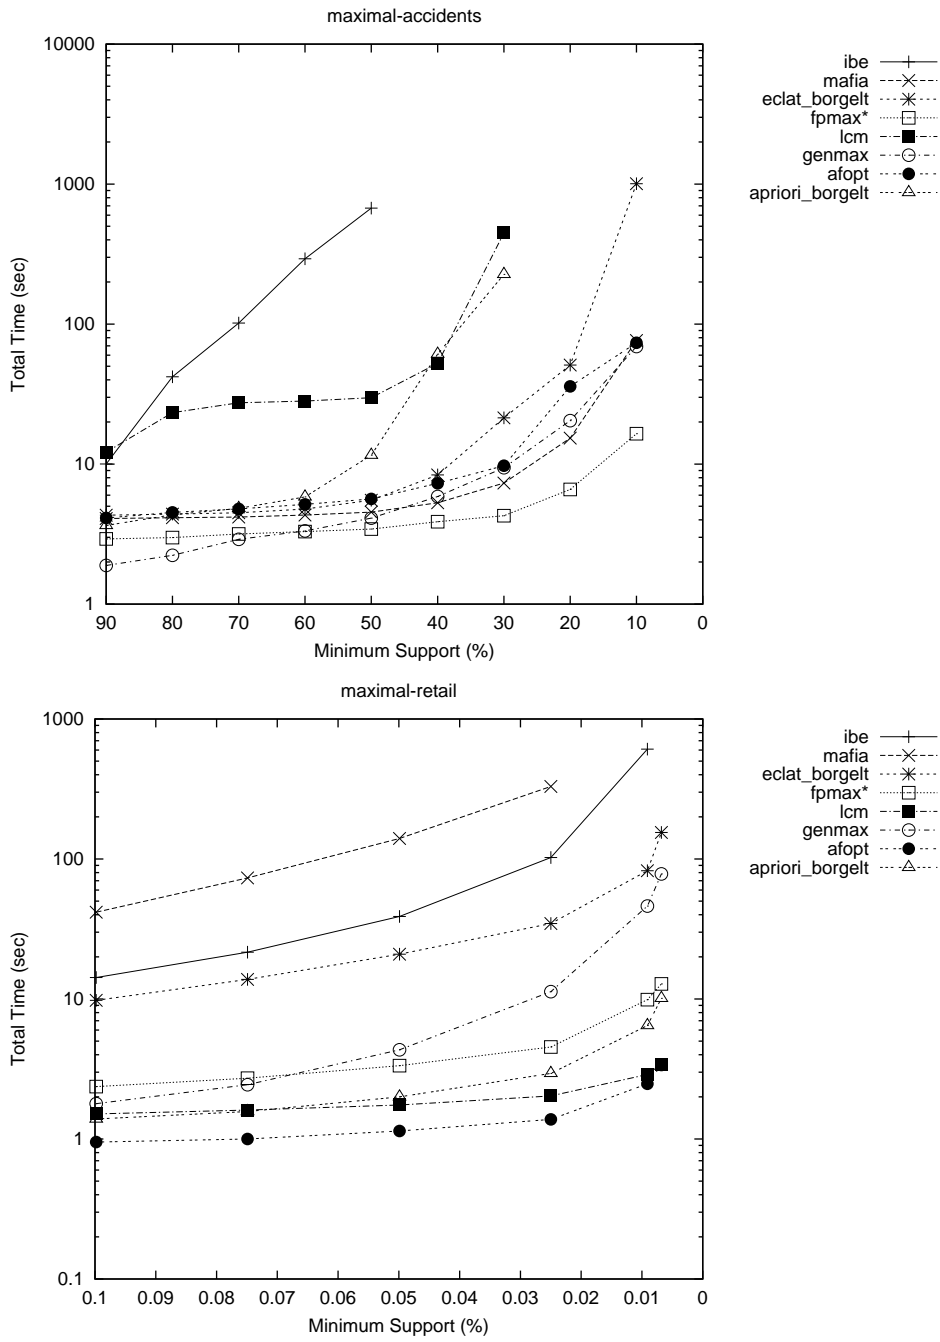 maximal-accidents
10000
1000
100
10
1
Total Time (sec)
90 80 70 60 50 40 30 20 10 0
Minimum Support (%)
ibe
mafia
eclat_borgelt
fpmax*
lcm
genmax
afopt
apriori_borgelt
maximal-retail
1000
100
10
1
0.1
Total Time (sec)
0.1 0.09 0.08 0.07 0.06 0.05 0.04 0.03 0.02 0.01 0
Minimum Support (%)
ibe
mafia
eclat_borgelt
fpmax*
lcm
genmax
afopt
apriori_borgelt